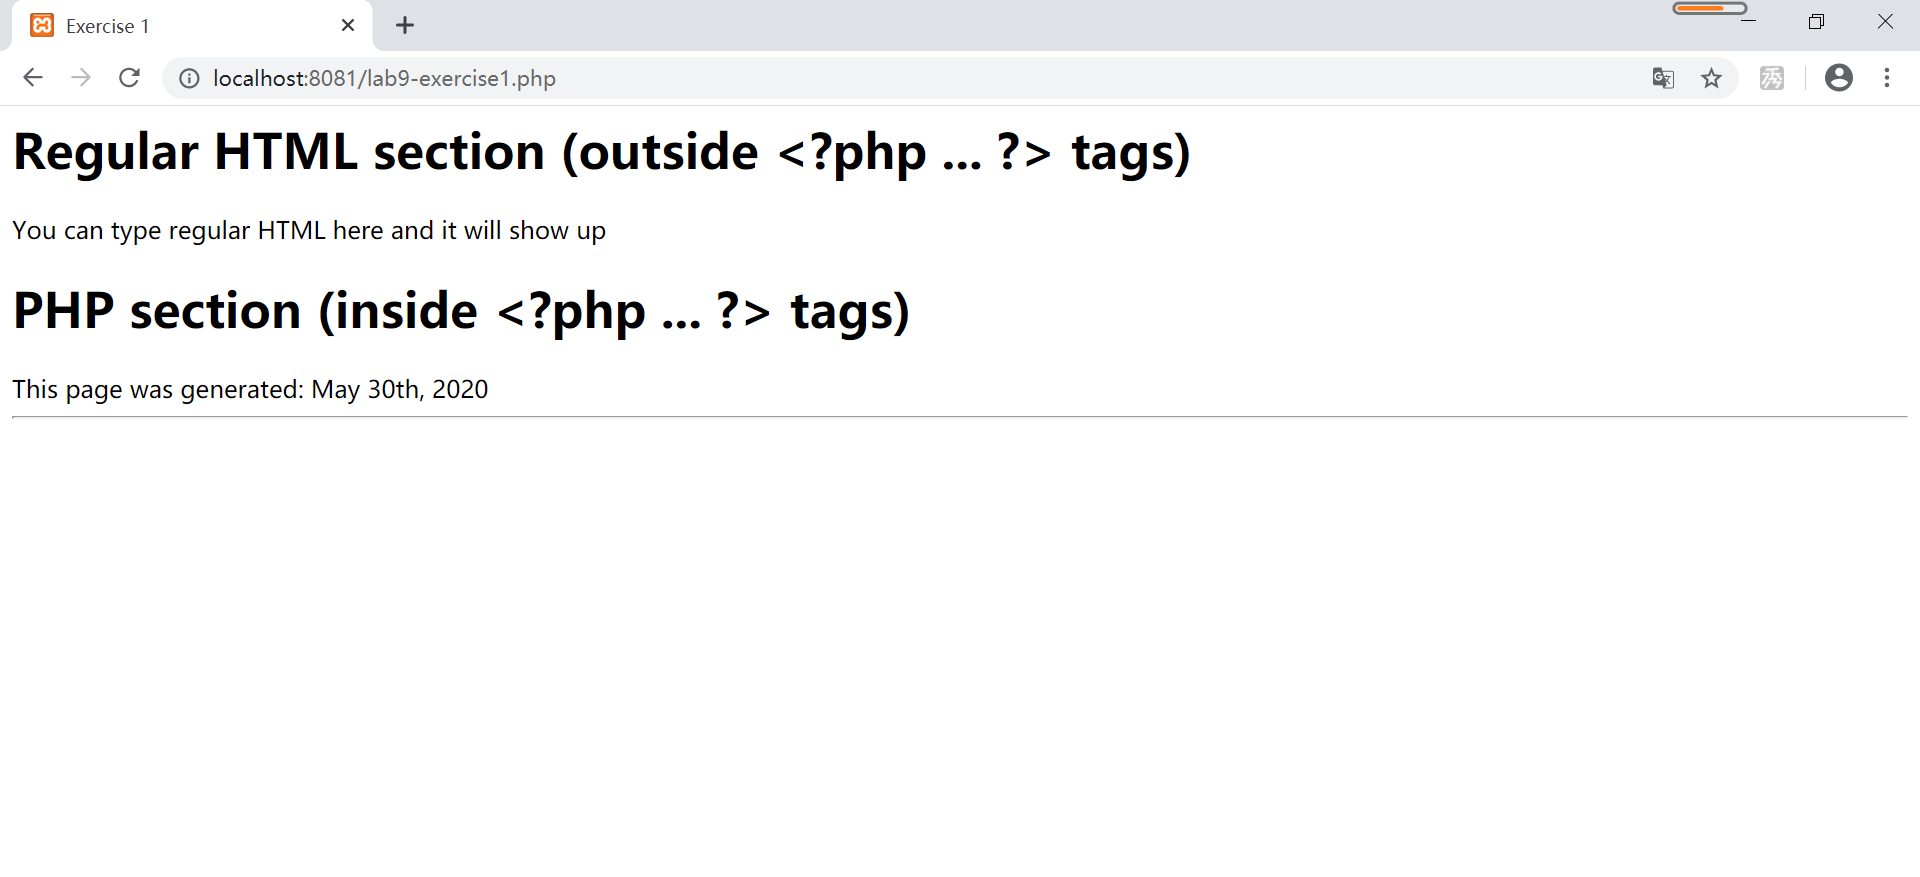 Exercise 1
localhost:8081/lab9-exercise1.php
秀
Regular HTML section (outside <?php ... ?> tags)
You can type regular HTML here and it will show up
PHP section (inside <?php ... ?> tags)
This page was generated: May 30th, 2020